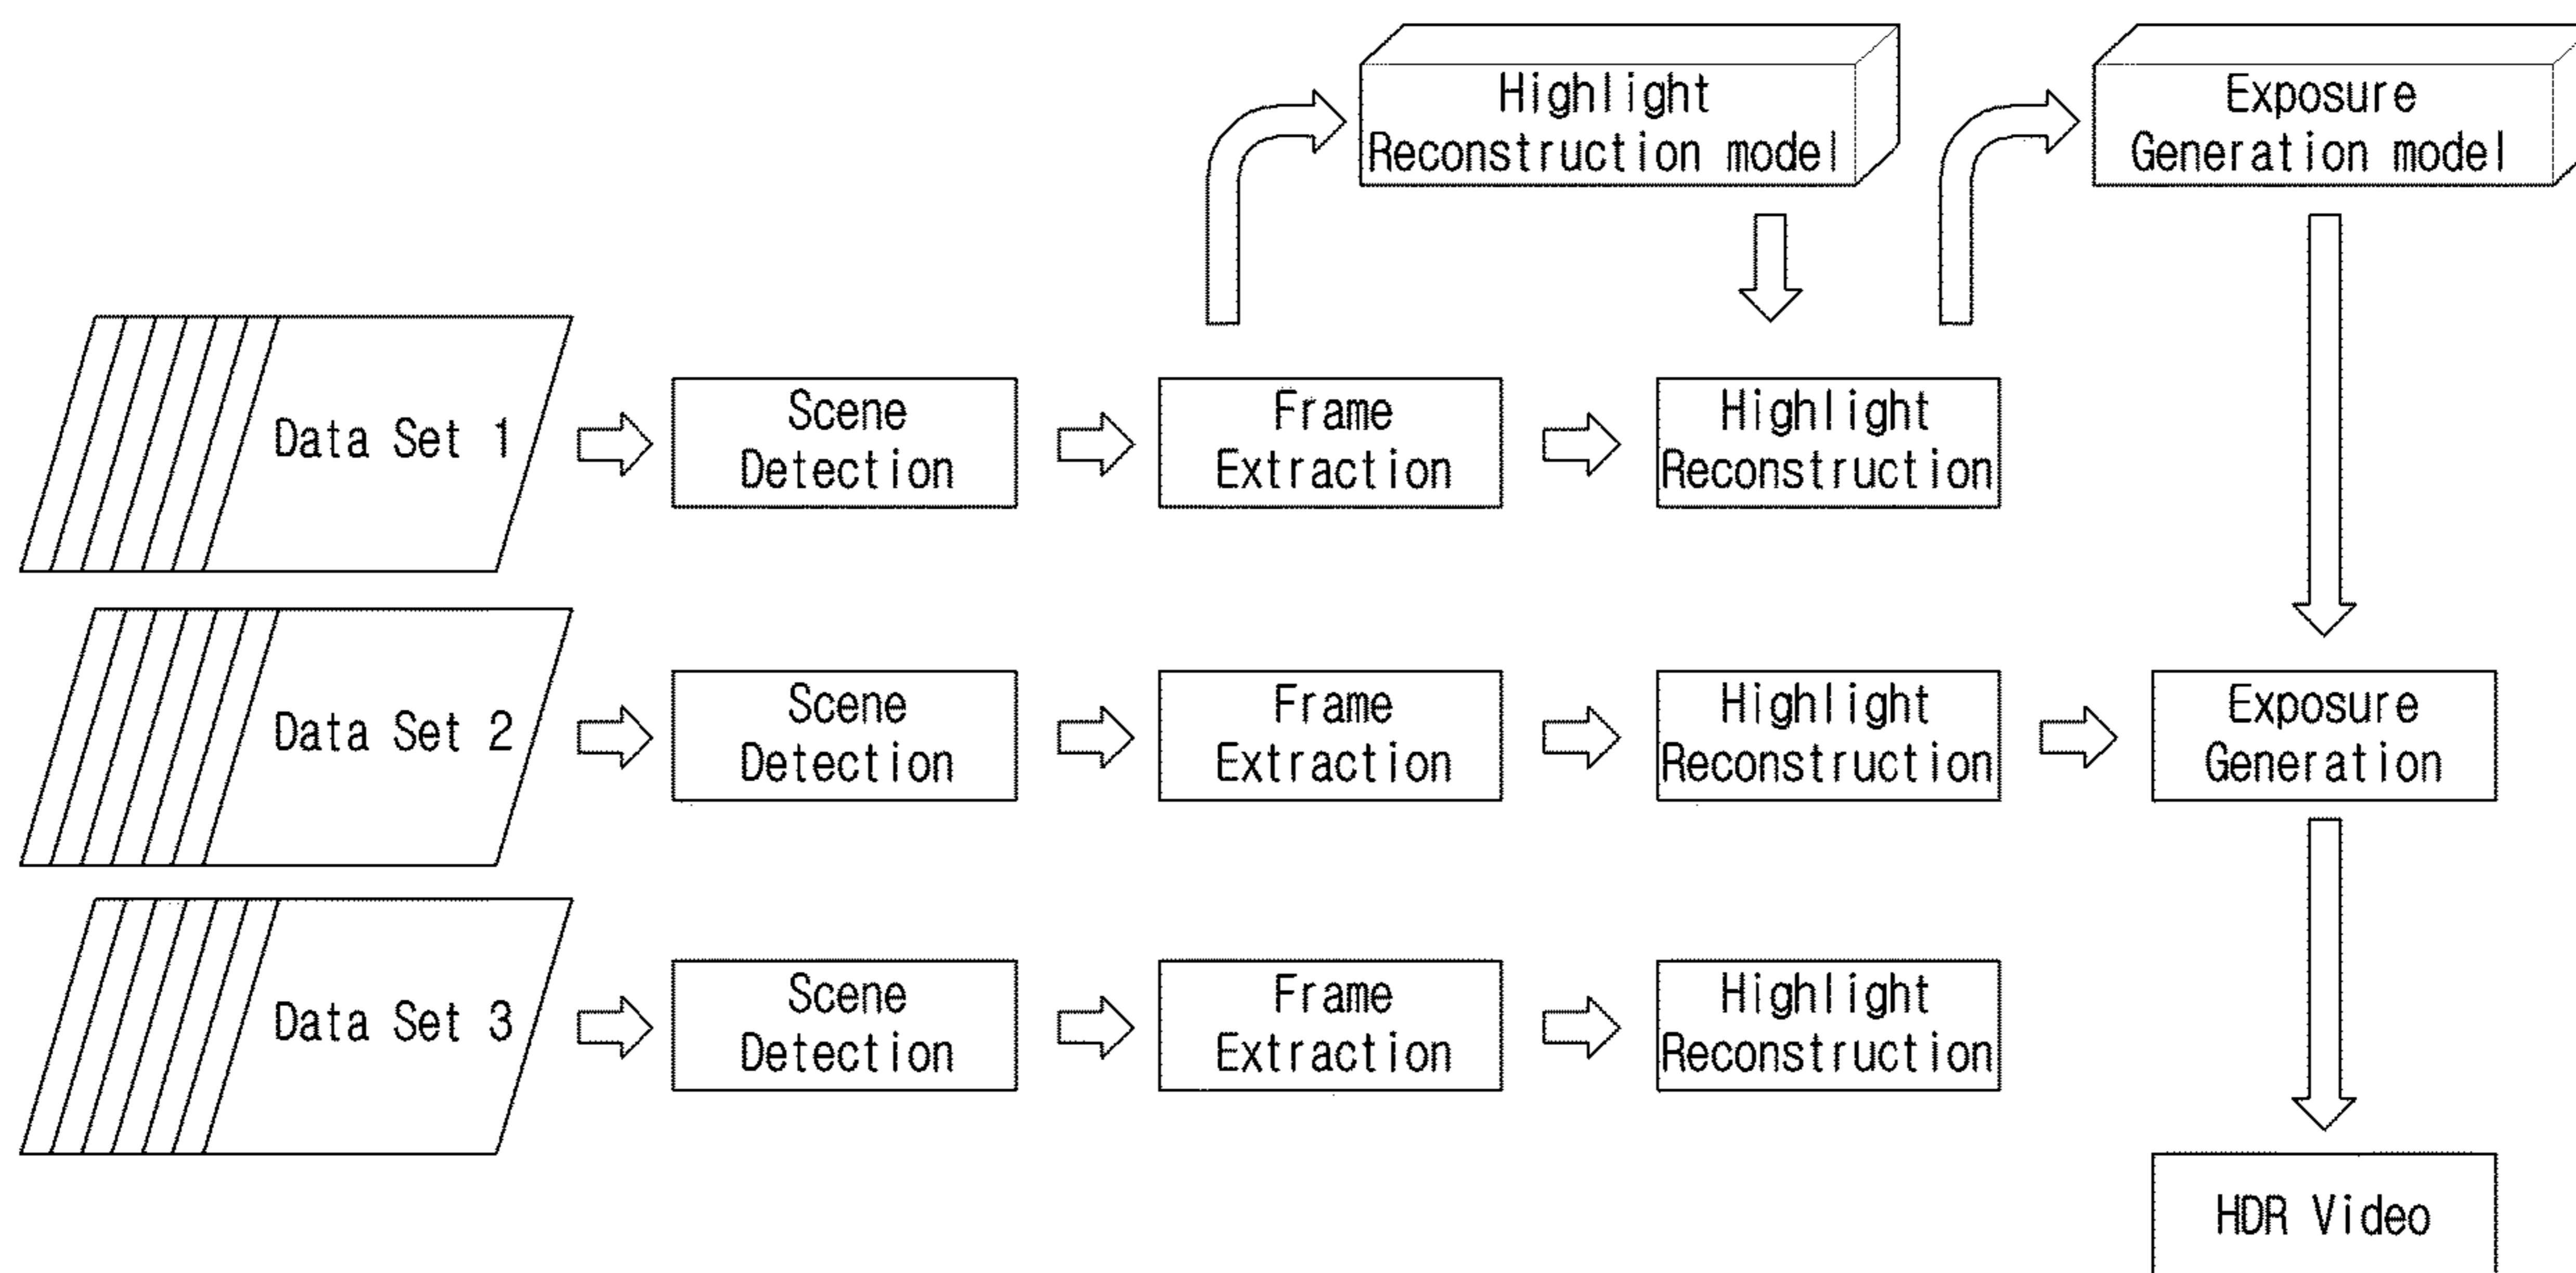 Highlight
Reconstruction model
Exposure
Generation model
Data Set 1
Scene
Detection
Frame
Extraction
Highlight
Reconstruction
Data Set 2
Scene
Detection
Frame
Extraction
Highlight
Reconstruction
Exposure
Generation
Data Set 3
Scene
Detection
Frame
Extraction
Highlight
Reconstruction
HDR Video